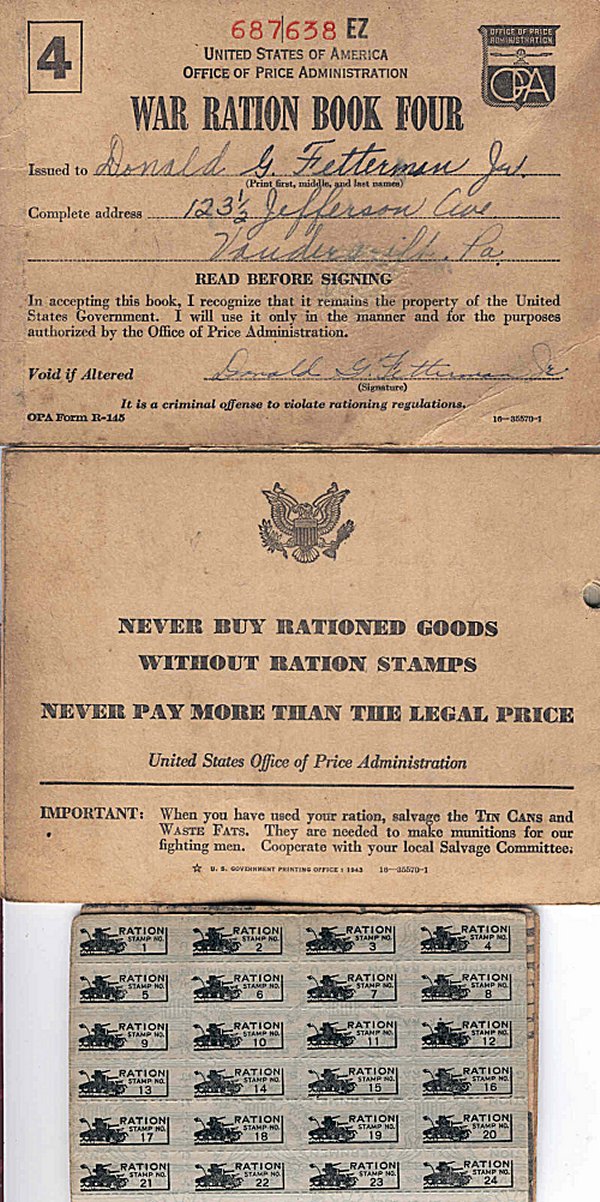 4
687638 EZ
UNITED STATES OF AMERICA
OFFICE OF PRICE ADMINISTRATION
OFFICE OF PRICE
ADMINISTRATION
OPA
WAR RATION BOOK FOUR
Issued to Donald G. Fetterman Jr.
(Print first, middle, and last names)
Complete address 123½ Jefferson Ave
Vandergrift, Pa.
READ BEFORE SIGNING
In accepting this book, I recognize that it remains the property of the United
States Government. I will use it only in the manner and for the purposes
authorized by the Office of Price Administration.
Void if Altered Donald G. Fetterman Jr.
(Signature)
It is a criminal offense to violate rationing regulations.
OPA Form R-145 16—35570-1
NEVER BUY RATIONED GOODS
WITHOUT RATION STAMPS
NEVER PAY MORE THAN THE LEGAL PRICE
United States Office of Price Administration
IMPORTANT: When you have used your ration, salvage the TIN CANS and
WASTE FATS. They are needed to make munitions for our
fighting men. Cooperate with your local Salvage Committee.
☆ U. S. GOVERNMENT PRINTING OFFICE : 1943 16—35570-1
RATION STAMP NO. 1 RATION STAMP NO. 2 RATION STAMP NO. 3 RATION STAMP NO. 4
RATION STAMP NO. 5 RATION STAMP NO. 6 RATION STAMP NO. 7 RATION STAMP NO. 8
RATION STAMP NO. 9 RATION STAMP NO. 10 RATION STAMP NO. 11 RATION STAMP NO. 12
RATION STAMP NO. 13 RATION STAMP NO. 14 RATION STAMP NO. 15 RATION STAMP NO. 16
RATION STAMP NO. 17 RATION STAMP NO. 18 RATION STAMP NO. 19 RATION STAMP NO. 20
RATION STAMP NO. 21 RATION STAMP NO. 22 RATION STAMP NO. 23 RATION STAMP NO. 24